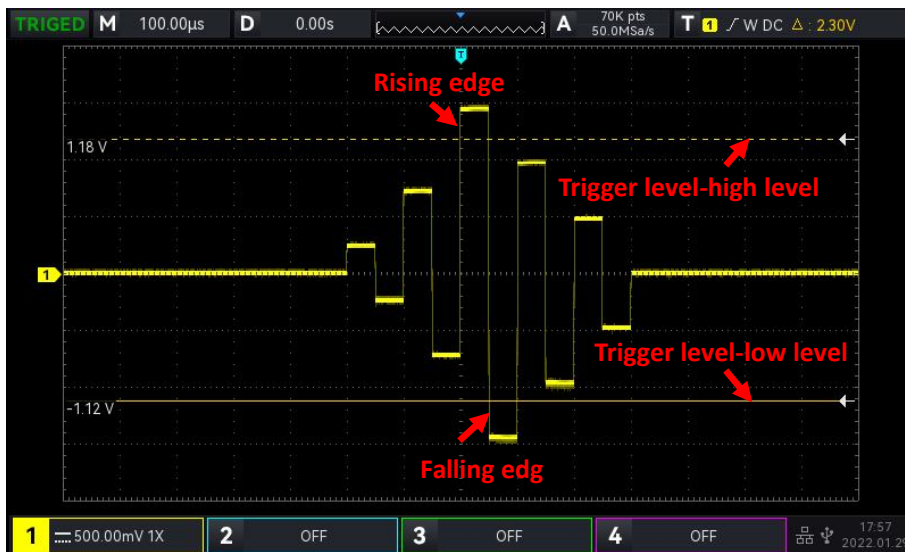 TRIGED M 100.00μs D 0.00s A 70K pts 50.0MSa/s T 1 W DC Δ : 2.30V
T
Rising edge
1.18 V
Trigger level-high level
1
Trigger level-low level
-1.12 V
Falling edg
1 500.00mV 1X 2 OFF 3 OFF 4 OFF 17:57
2022.01.29